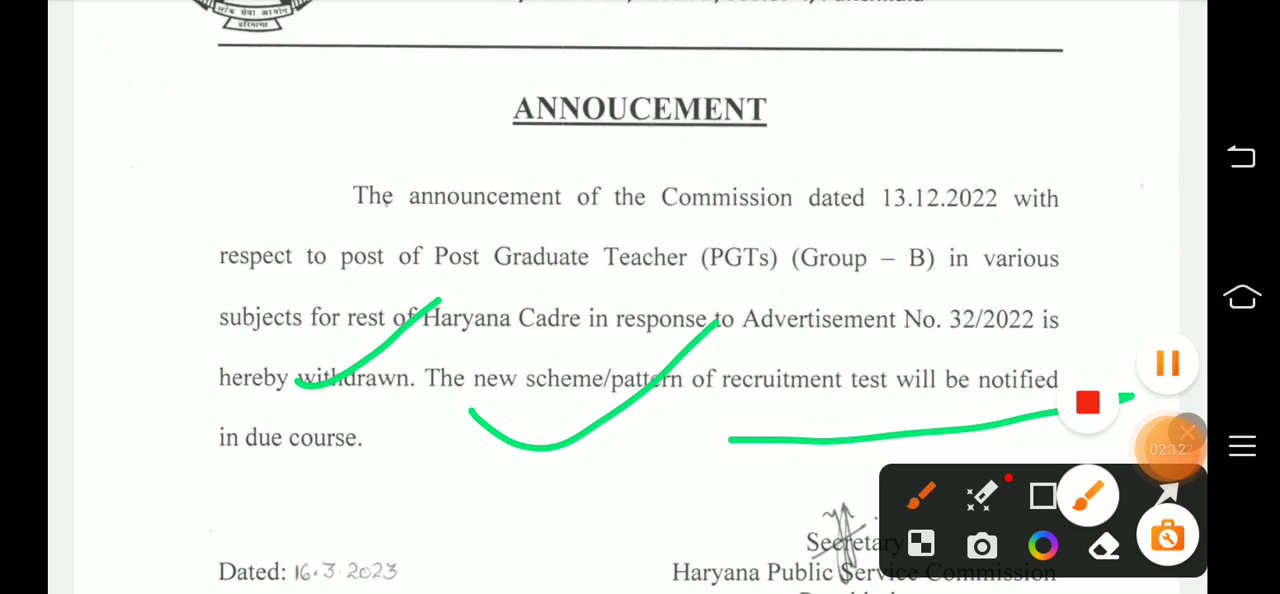 लोक सेवा आयोग
हरियाणा
ANNOUCEMENT
The announcement of the Commission dated 13.12.2022 with
respect to post of Post Graduate Teacher (PGTs) (Group – B) in various
subjects for rest of Haryana Cadre in response to Advertisement No. 32/2022 is
hereby withdrawn. The new scheme/pattern of recruitment test will be notified
in due course.
02:12
Secretary
Dated: 16.3.2023
Haryana Public Service Commission